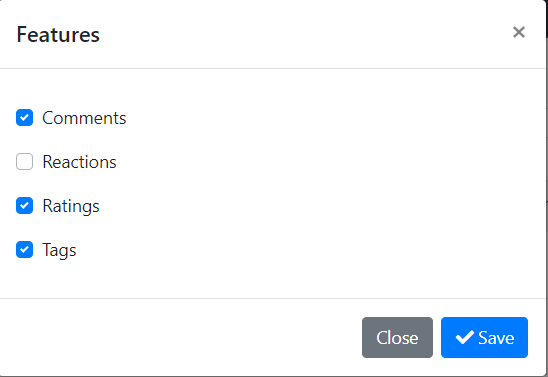 Features
Comments
Reactions
Ratings
Tags
Close Save